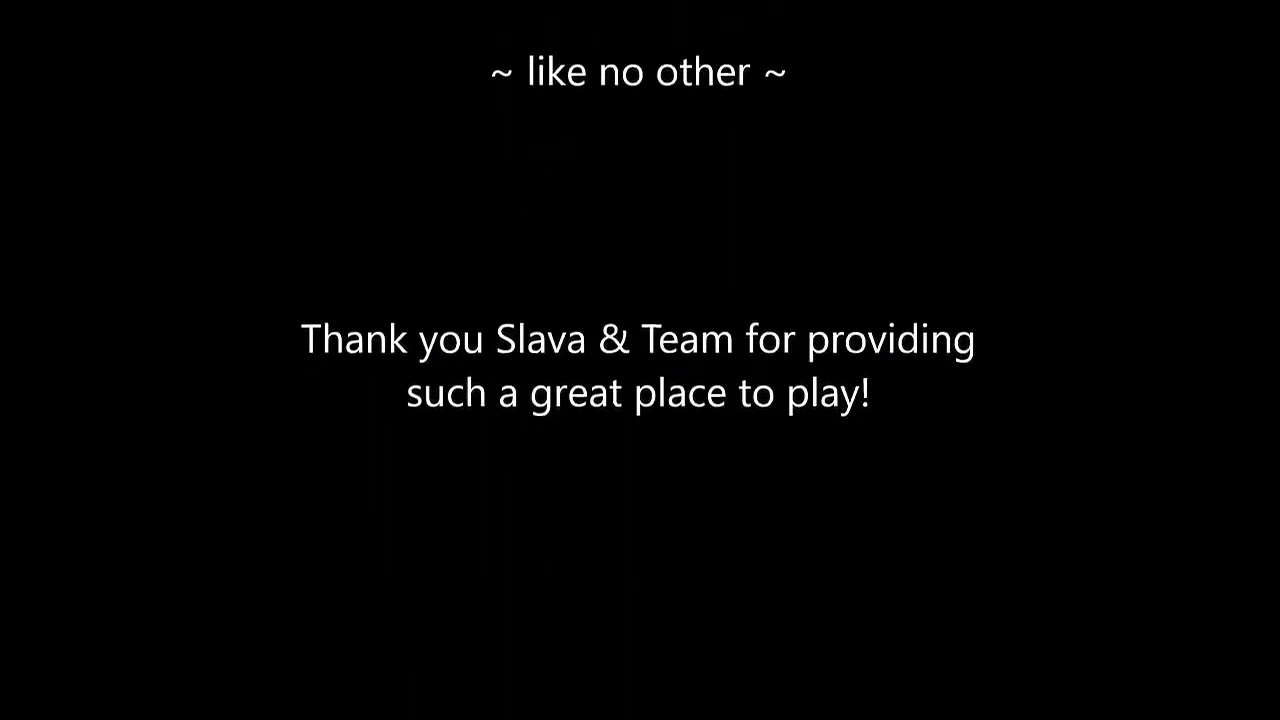 ~ like no other ~
Thank you Slava & Team for providing
such a great place to play!